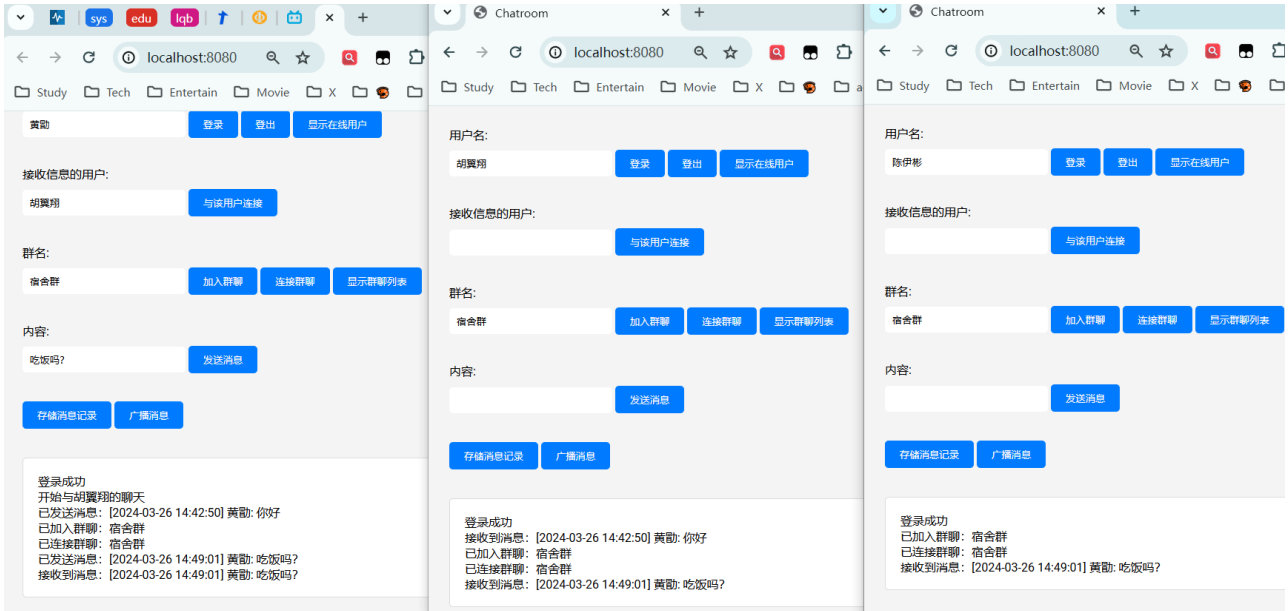 sys edu lqb
localhost:8080
Study Tech Entertain Movie X
黄勖 登录 登出 显示在线用户
接收信息的用户:
胡翼翔 与该用户连接
群名:
宿舍群 加入群聊 连接群聊 显示群聊列表
内容:
吃饭吗? 发送消息
存储消息记录 广播消息
登录成功
开始与胡翼翔的聊天
已发送消息：[2024-03-26 14:42:50] 黄勖: 你好
已加入群聊：宿舍群
已连接群聊：宿舍群
已发送消息：[2024-03-26 14:49:01] 黄勖: 吃饭吗?
接收到消息：[2024-03-26 14:49:01] 黄勖: 吃饭吗?
Chatroom
localhost:8080
Study Tech Entertain Movie X a
用户名:
胡翼翔 登录 登出 显示在线用户
接收信息的用户:
与该用户连接
群名:
宿舍群 加入群聊 连接群聊 显示群聊列表
内容:
发送消息
存储消息记录 广播消息
登录成功
接收到消息：[2024-03-26 14:42:50] 黄勖: 你好
已加入群聊：宿舍群
已连接群聊：宿舍群
接收到消息：[2024-03-26 14:49:01] 黄勖: 吃饭吗?
Chatroom
localhost:8080
Study Tech Entertain Movie X
用户名:
陈伊彬 登录 登出 显示在线用户
接收信息的用户:
与该用户连接
群名:
宿舍群 加入群聊 连接群聊 显示群聊列表
内容:
发送消息
存储消息记录 广播消息
登录成功
已加入群聊：宿舍群
已连接群聊：宿舍群
接收到消息：[2024-03-26 14:49:01] 黄勖: 吃饭吗?